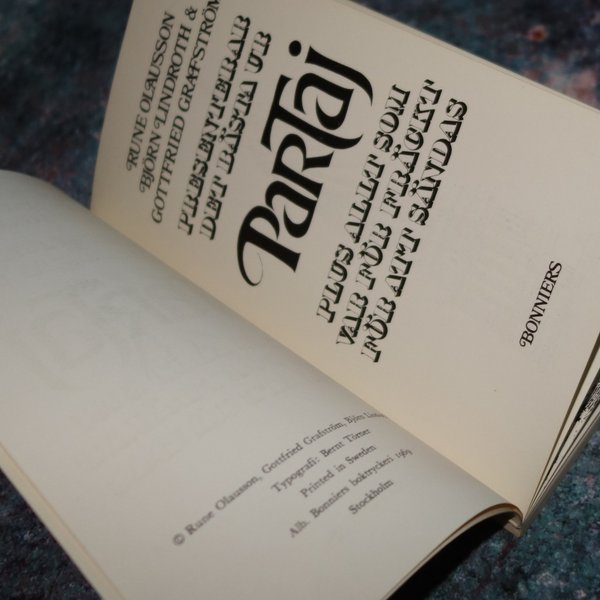 © Rune Olausson, Gottfried Grafström, Björn
Typografi: Bernt Törner
Printed in Sweden
Alb. Bonniers boktryckeri 1969
Stockholm
RUNE OLAUSSON
BJÖRN LINDROTH &
GOTTFRIED GRAFSTRÖM
PRESENTERAR
DET BÄSTA UR
PARTAJ
PLUS ALLT SOM
VAR FÖR FRÄCKT
FÖR ATT SÄNDAS
BONNIERS